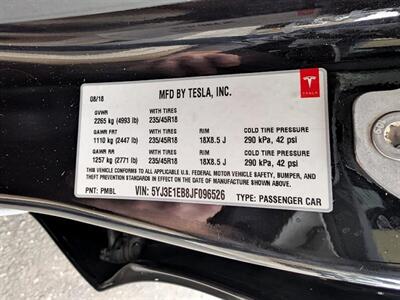 MFD BY TESLA, INC.
TESLA
08/18
GVWR WITH TIRES
2265 kg (4993 lb) 235/45R18
GAWR FRT WITH TIRES RIM COLD TIRE PRESSURE
1110 kg (2447 lb) 235/45R18 18X8.5 J 290 kPa, 42 psi
GAWR RR WITH TIRES RIM COLD TIRE PRESSURE
1257 kg (2771 lb) 235/45R18 18X8.5 J 290 kPa, 42 psi
THIS VEHICLE CONFORMS TO ALL APPLICABLE U.S. FEDERAL MOTOR VEHICLE SAFETY, BUMPER, AND
THEFT PREVENTION STANDARDS IN EFFECT ON THE DATE OF MANUFACTURE SHOWN ABOVE.
PNT: PMBL VIN: 5YJ3E1EB8JF096526 TYPE: PASSENGER CAR